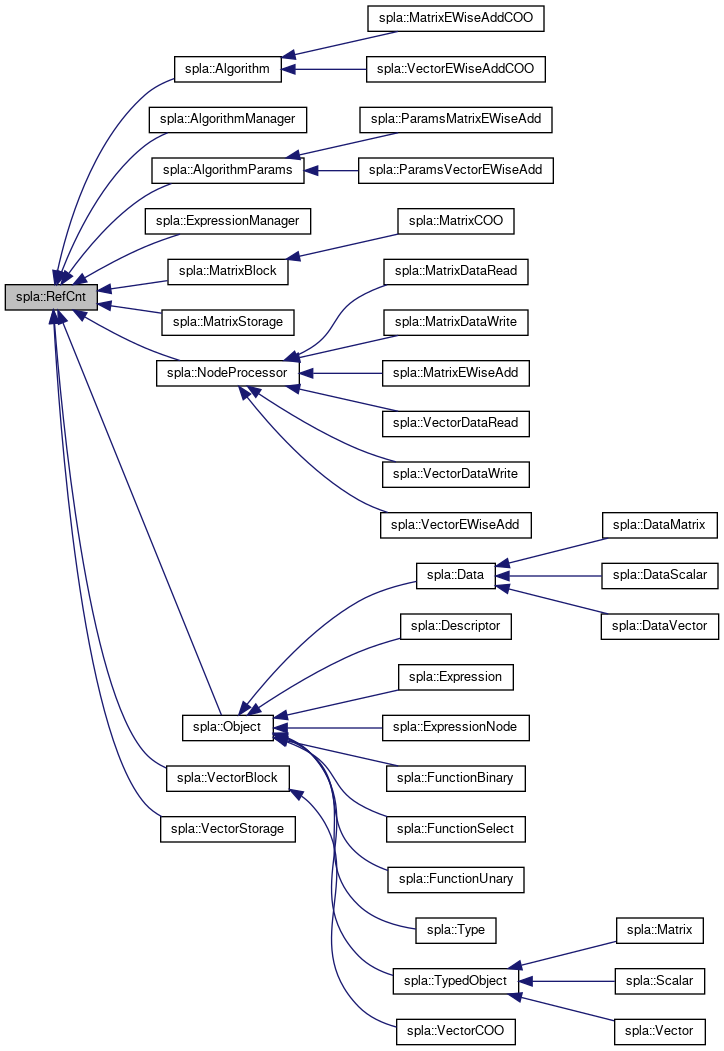 spla::MatrixEWiseAddCOO
spla::Algorithm
spla::VectorEWiseAddCOO
spla::AlgorithmManager
spla::ParamsMatrixEWiseAdd
spla::AlgorithmParams
spla::ParamsVectorEWiseAdd
spla::ExpressionManager
spla::MatrixCOO
spla::MatrixBlock
spla::MatrixDataRead
spla::RefCnt
spla::MatrixStorage
spla::MatrixDataWrite
spla::NodeProcessor
spla::MatrixEWiseAdd
spla::VectorDataRead
spla::VectorDataWrite
spla::VectorEWiseAdd
spla::DataMatrix
spla::Data
spla::DataScalar
spla::Descriptor
spla::DataVector
spla::Expression
spla::Object
spla::ExpressionNode
spla::VectorBlock
spla::FunctionBinary
spla::VectorStorage
spla::FunctionSelect
spla::FunctionUnary
spla::Type
spla::Matrix
spla::TypedObject
spla::Scalar
spla::VectorCOO
spla::Vector